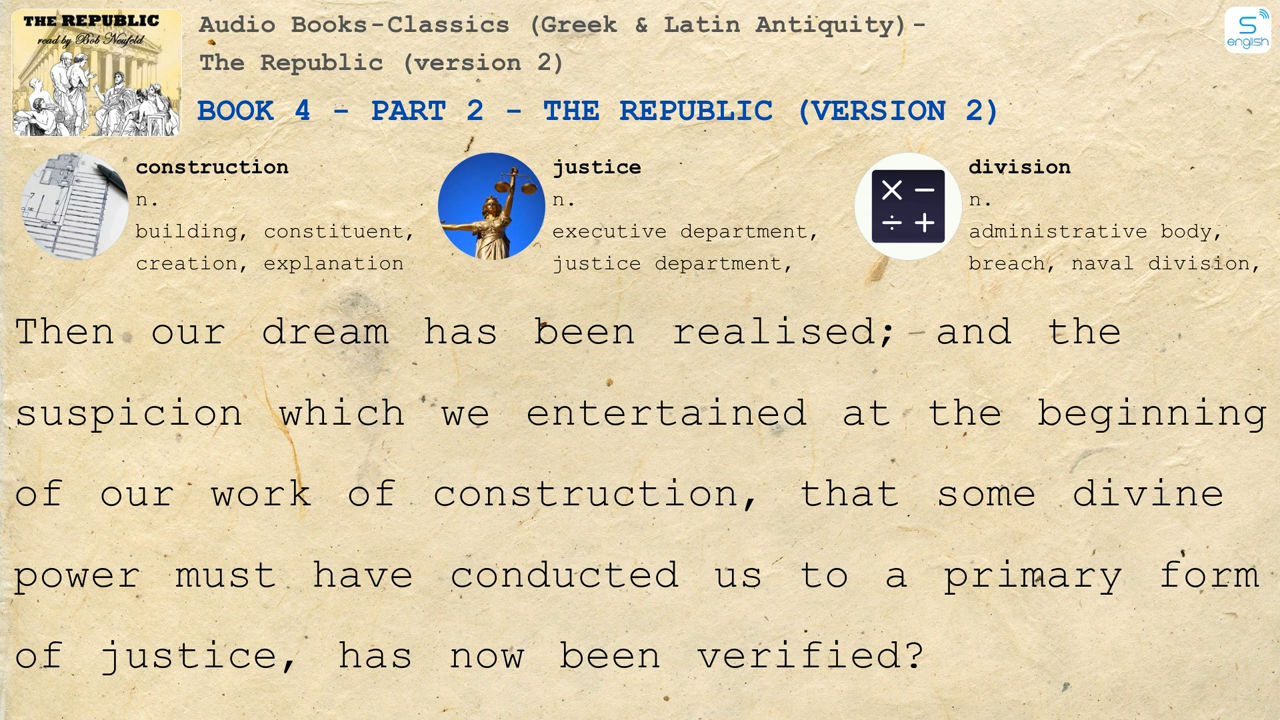 THE REPUBLIC
read by Bob Neufeld
Audio Books-Classics (Greek & Latin Antiquity)-
The Republic (version 2)
BOOK 4 - PART 2 - THE REPUBLIC (VERSION 2)
S
english
construction
n.
building, constituent,
creation, explanation
justice
n.
executive department,
justice department,
division
n.
administrative body,
breach, naval division,
Then our dream has been realised; and the
suspicion which we entertained at the beginning
of our work of construction, that some divine
power must have conducted us to a primary form
of justice, has now been verified?